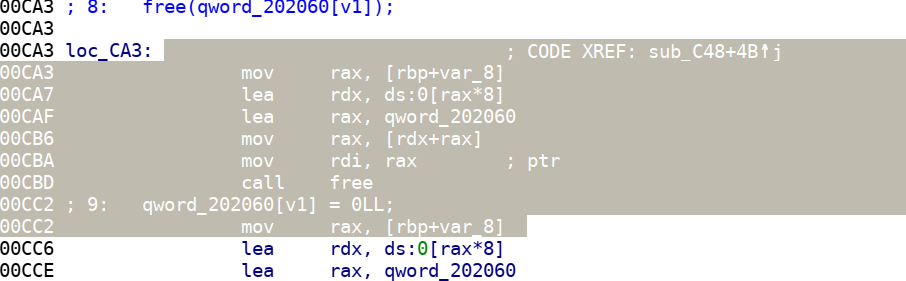 00CA3 ; 8:   free(qword_202060[v1]);
00CA3
00CA3 loc_CA3:                                ; CODE XREF: sub_C48+4B↑j
00CA3                 mov     rax, [rbp+var_8]
00CA7                 lea     rdx, ds:0[rax*8]
00CAF                 lea     rax, qword_202060
00CB6                 mov     rax, [rdx+rax]
00CBA                 mov     rdi, rax        ; ptr
00CBD                 call    free
00CC2 ; 9:   qword_202060[v1] = 0LL;
00CC2                 mov     rax, [rbp+var_8]
00CC6                 lea     rdx, ds:0[rax*8]
00CCE                 lea     rax, qword_202060